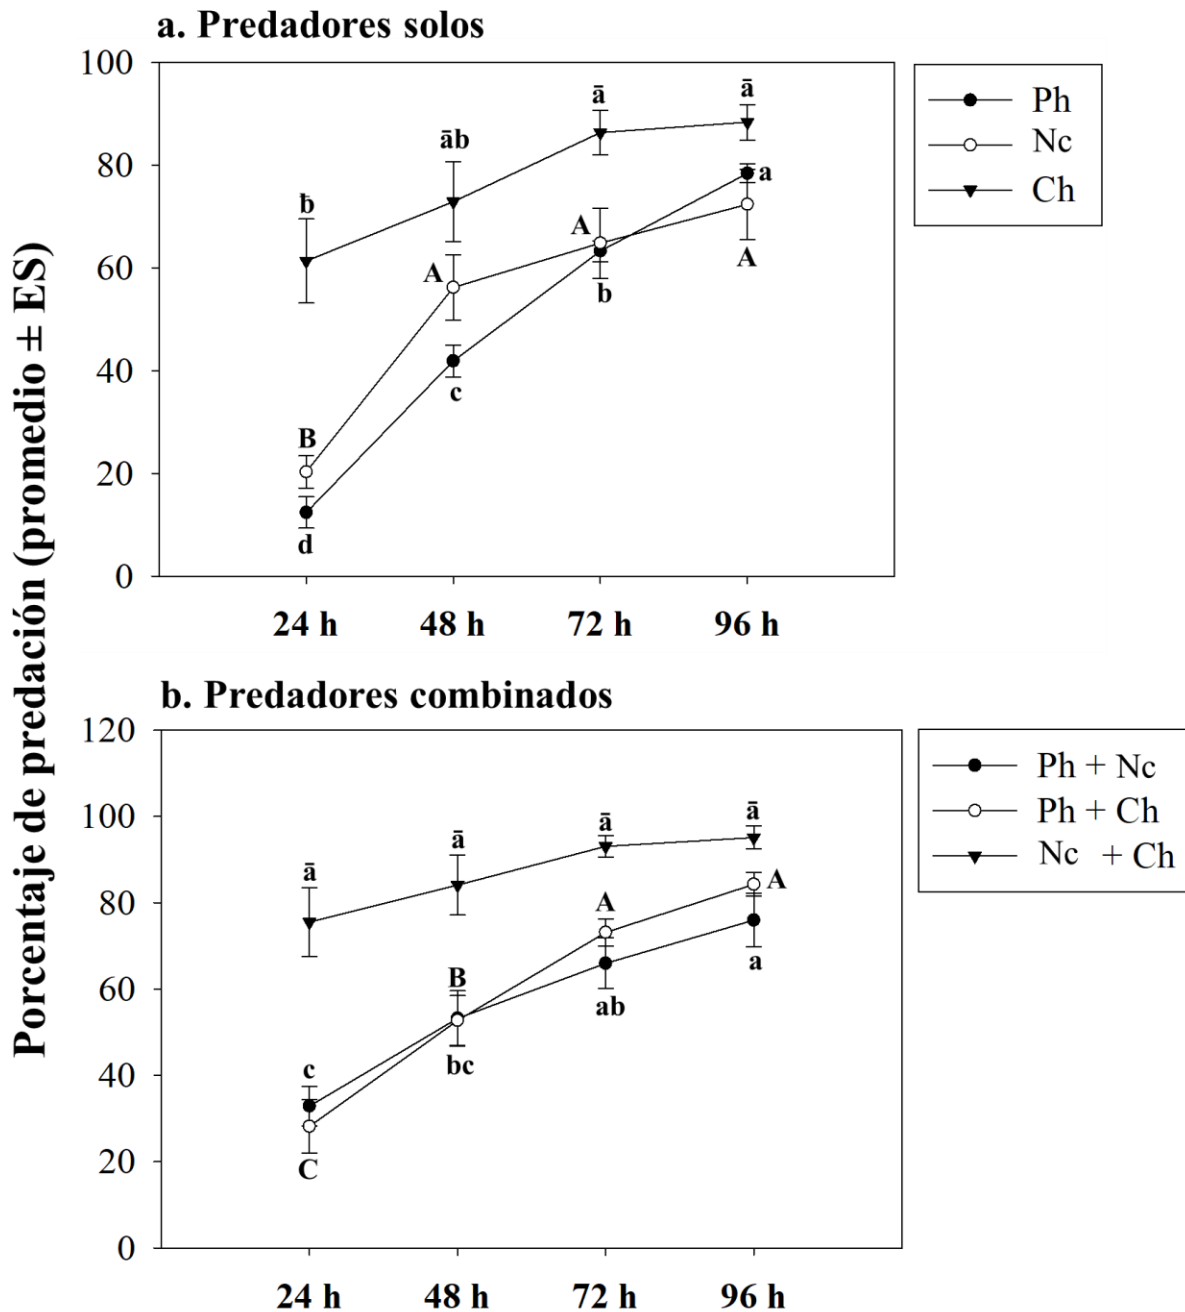 a. Predadores solos
100
80
60
40
20
0
b
āb
ā
ā
B
A
A
A
d
c
b
a
24 h 48 h 72 h 96 h
Ph
Nc
Ch
Porcentaje de predación (promedio ± ES)
b. Predadores combinados
120
100
80
60
40
20
0
ā
ā
ā
ā
c
B
A
A
C
bc
ab
a
24 h 48 h 72 h 96 h
Ph + Nc
Ph + Ch
Nc + Ch